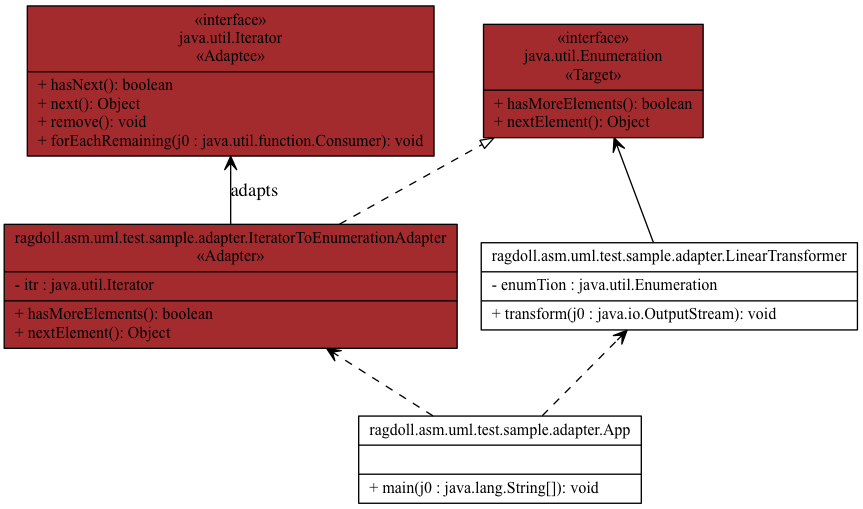 «interface»
java.util.Iterator
«Adaptee»
+ hasNext(): boolean
+ next(): Object
+ remove(): void
+ forEachRemaining(j0 : java.util.function.Consumer): void
«interface»
java.util.Enumeration
«Target»
+ hasMoreElements(): boolean
+ nextElement(): Object
adapts
ragdoll.asm.uml.test.sample.adapter.IteratorToEnumerationAdapter
«Adapter»
- itr : java.util.Iterator
+ hasMoreElements(): boolean
+ nextElement(): Object
ragdoll.asm.uml.test.sample.adapter.LinearTransformer
- enumTion : java.util.Enumeration
+ transform(j0 : java.io.OutputStream): void
ragdoll.asm.uml.test.sample.adapter.App
+ main(j0 : java.lang.String[]): void